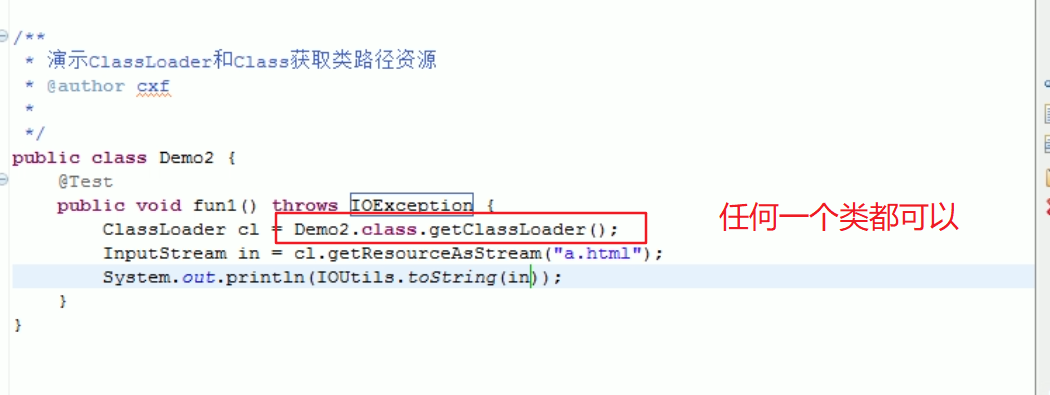 /**
 * 演示ClassLoader和Class获取类路径资源
 * @author cxf
 *
 */
public class Demo2 {
    @Test
    public void fun1() throws IOException {
        ClassLoader cl = Demo2.class.getClassLoader();
        InputStream in = cl.getResourceAsStream("a.html");
        System.out.println(IOUtils.toString(in));
    }
}
任何一个类都可以